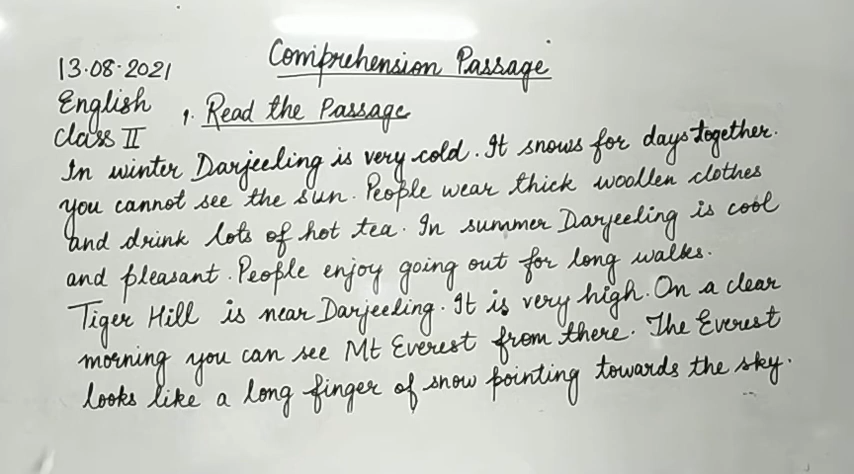 Comprehension Passage
13.08.2021
English
Class II
1. Read the Passage
In winter Darjeeling is very cold. It snows for days together.
you cannot see the sun. People wear thick woollen clothes
and drink lots of hot tea. In summer Darjeeling is cool
and pleasant. People enjoy going out for long walks.
Tiger Hill is near Darjeeling. It is very high. On a clear
morning you can see Mt Everest from there. The Everest
looks like a long finger of snow pointing towards the sky.